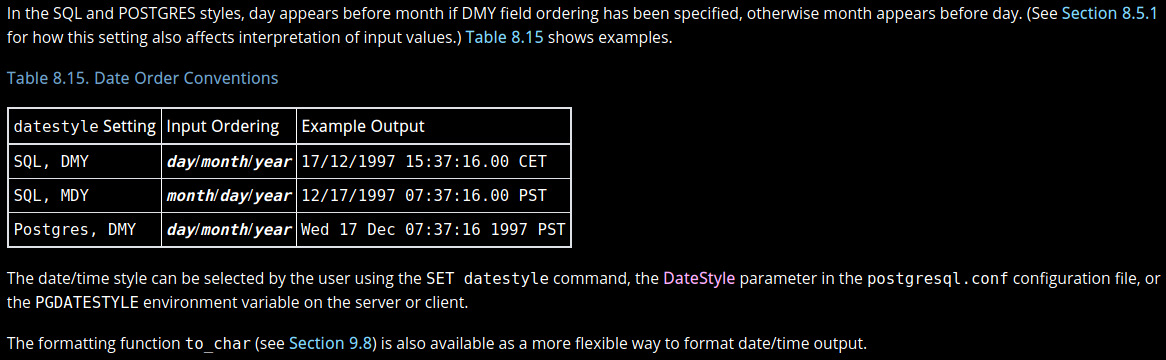 In the SQL and POSTGRES styles, day appears before month if DMY field ordering has been specified, otherwise month appears before day. (See Section 8.5.1
for how this setting also affects interpretation of input values.) Table 8.15 shows examples.
Table 8.15. Date Order Conventions
datestyle Setting Input Ordering Example Output
SQL, DMY day/month/year 17/12/1997 15:37:16.00 CET
SQL, MDY month/day/year 12/17/1997 07:37:16.00 PST
Postgres, DMY day/month/year Wed 17 Dec 07:37:16 1997 PST
The date/time style can be selected by the user using the SET datestyle command, the DateStyle parameter in the postgresql.conf configuration file, or
the PGDATESTYLE environment variable on the server or client.
The formatting function to_char (see Section 9.8) is also available as a more flexible way to format date/time output.